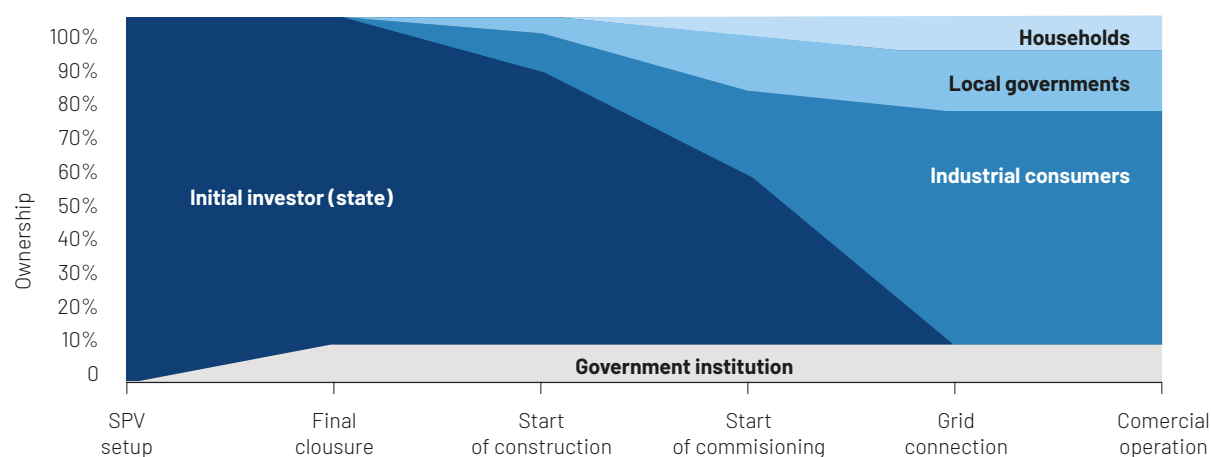 100%
90%
80%
70%
60%
50%
40%
30%
20%
10%
0
Ownership
Households
Local governments
Industrial consumers
Initial investor (state)
Government institution
SPV
setup
Final
clousure
Start
of construction
Start
of commisioning
Grid
connection
Comercial
operation